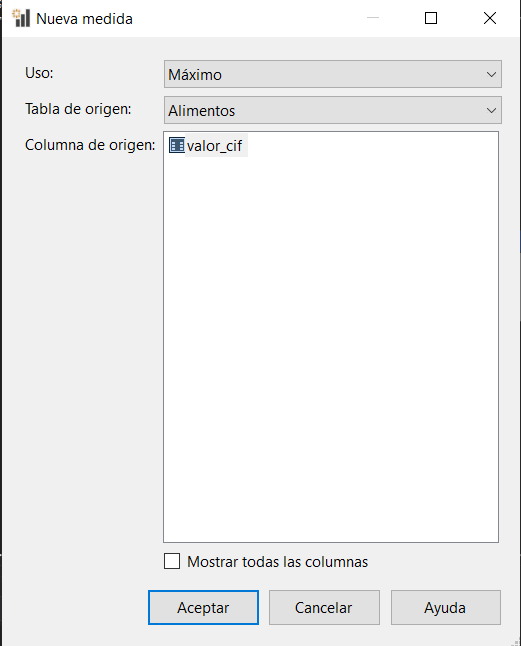 Nueva medida
Uso:
Máximo
Tabla de origen:
Alimentos
Columna de origen:
valor_cif
Mostrar todas las columnas
Aceptar
Cancelar
Ayuda